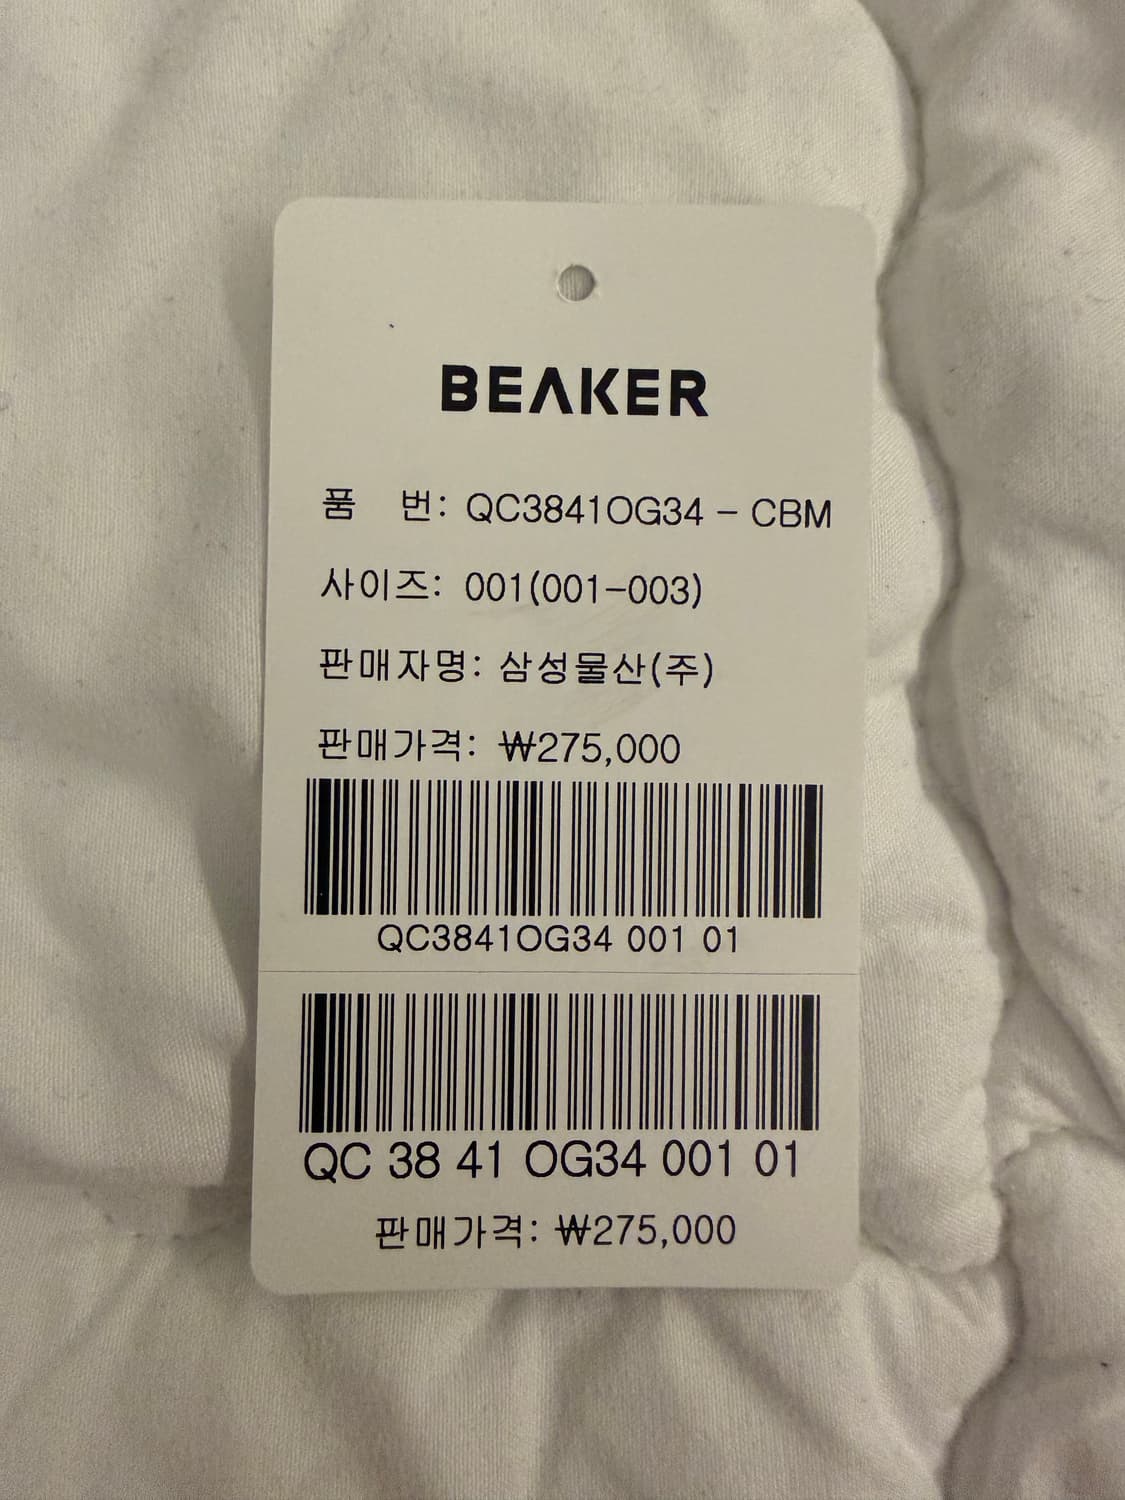 BEAKER
품 번: QC3841OG34 - CBM
사이즈: 001(001-003)
판매자명: 삼성물산(주)
판매가격: ₩275,000
QC3841OG34 001 01
QC 38 41 OG34 001 01
판매가격: ₩275,000